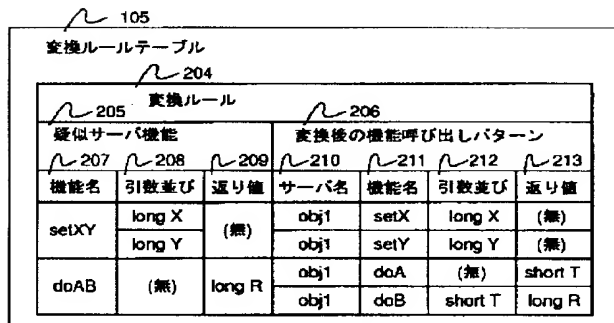 105
変換ルールテーブル
204
変換ルール
205 206
疑似サーバ機能 変換後の機能呼び出しパターン
207 208 209 210 211 212 213
機能名 引数並び 返り値 サーバ名 機能名 引数並び 返り値
setXY long X (無) obj1 setX long X (無)
long Y obj1 setY long Y (無)
doAB (無) long R obj1 doA (無) short T
obj1 doB short T long R